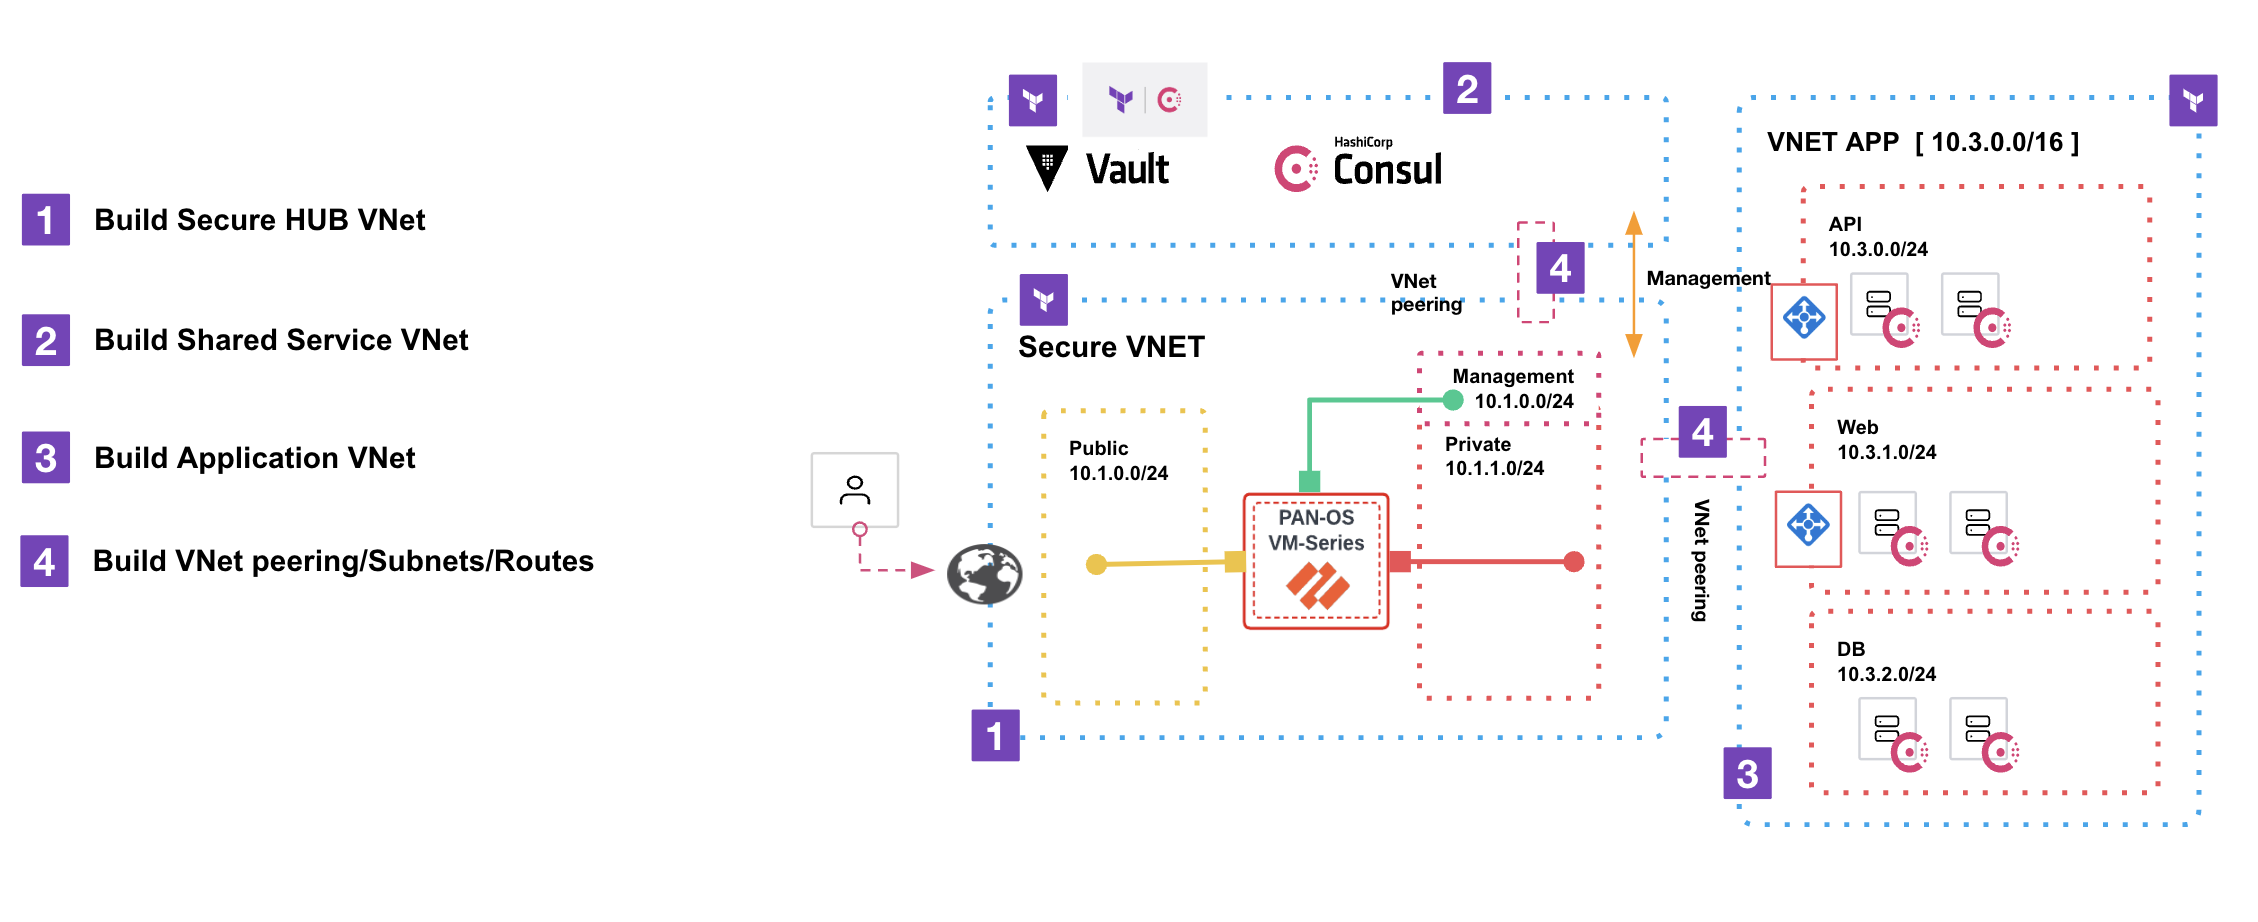 1
Build Secure HUB VNet
2
Build Shared Service VNet
3
Build Application VNet
4
Build VNet peering/Subnets/Routes
2
Vault
HashiCorp
Consul
4
VNet
peering
Management
Secure VNET
Management
10.1.0.0/24
Public
10.1.0.0/24
Private
10.1.1.0/24
PAN-OS
VM-Series
1
4
VNet peering
VNET APP [ 10.3.0.0/16 ]
API
10.3.0.0/24
Web
10.3.1.0/24
DB
10.3.2.0/24
3